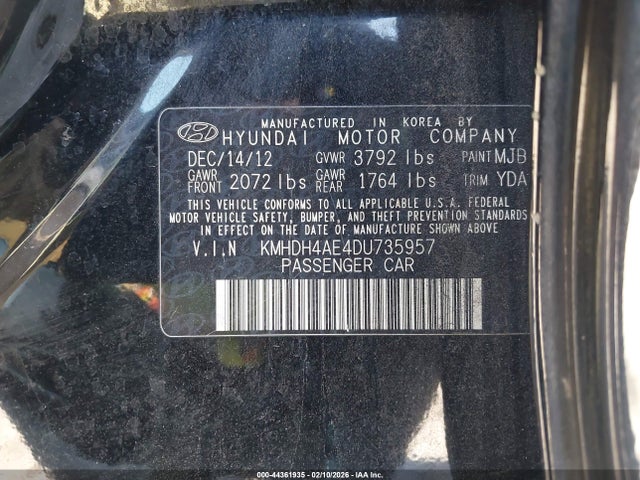 MANUFACTURED IN KOREA BY
HYUNDAI MOTOR COMPANY
DEC/14/12 GVWR 3792 lbs PAINT MJB
GAWR FRONT 2072 lbs GAWR REAR 1764 lbs TRIM YDA
THIS VEHICLE CONFORMS TO ALL APPLICABLE U.S.A. FEDERAL
MOTOR VEHICLE SAFETY, BUMPER, AND THEFT PREVENTION STANDARDS
IN EFFECT ON THE DATE OF MANUFACTURE SHOWN ABOVE.
V.I.N KMHDH4AE4DU735957
PASSENGER CAR
000-44361935 - 02/10/2026 - IAA Inc.